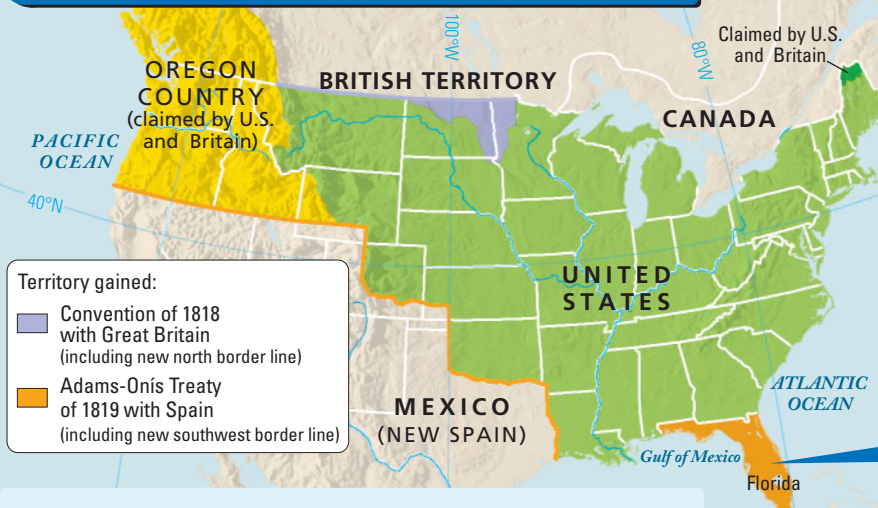 100°W
80°W
Claimed by U.S.
and Britain
OREGON
COUNTRY
(claimed by U.S.
and Britain)
BRITISH TERRITORY
CANADA
PACIFIC
OCEAN
40°N
Territory gained:
Convention of 1818
with Great Britain
(including new north border line)
Adams-Onís Treaty
of 1819 with Spain
(including new southwest border line)
UNITED
STATES
MEXICO
(NEW SPAIN)
ATLANTIC
OCEAN
Gulf of Mexico
Florida